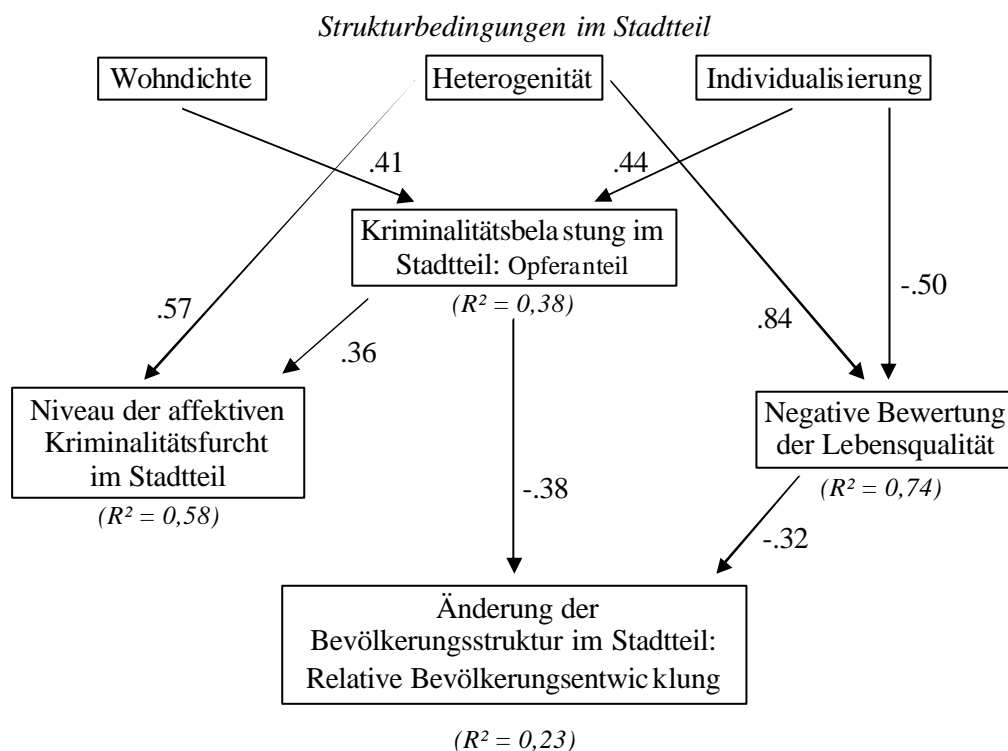 Strukturbedingungen im Stadtteil
Wohndichte
Heterogenität
Individualisierung
.41
.44
Kriminalitätsbelastung im
Stadtteil: Opferanteil
(R² = 0,38)
.57
.36
.84
-.50
Niveau der affektiven
Kriminalitätsfurcht
im Stadtteil
(R² = 0,58)
Negative Bewertung
der Lebensqualität
(R² = 0,74)
-.38
-.32
Änderung der
Bevölkerungsstruktur im Stadtteil:
Relative Bevölkerungsentwicklung
(R² = 0,23)